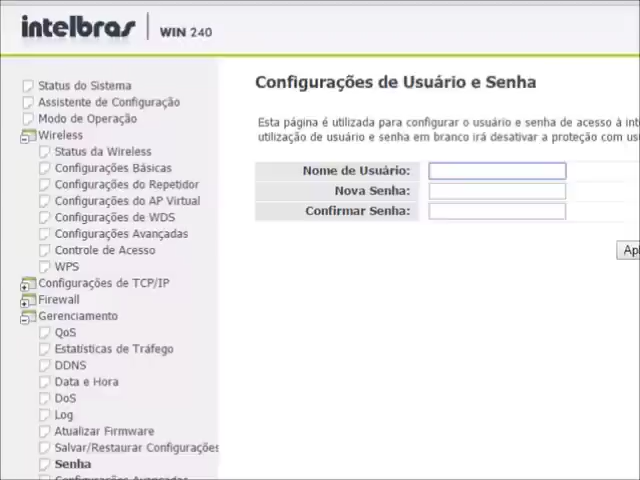 intelbras WIN 240
Status do Sistema
Assistente de Configuração
Modo de Operação
Wireless
Status da Wireless
Configurações Básicas
Configurações do Repetidor
Configurações do AP Virtual
Configurações de WDS
Configurações Avançadas
Controle de Acesso
WPS
Configurações de TCP/IP
Firewall
Gerenciamento
QoS
Estatísticas de Tráfego
DDNS
Data e Hora
DoS
Log
Atualizar Firmware
Salvar/Restaurar Configurações
Senha
Configurações Avançadas
Configurações de Usuário e Senha
Esta página é utilizada para configurar o usuário e senha de acesso à int
utilização de usuário e senha em branco irá desativar a proteção com us
Nome de Usuário:
Nova Senha:
Confirmar Senha:
Apl